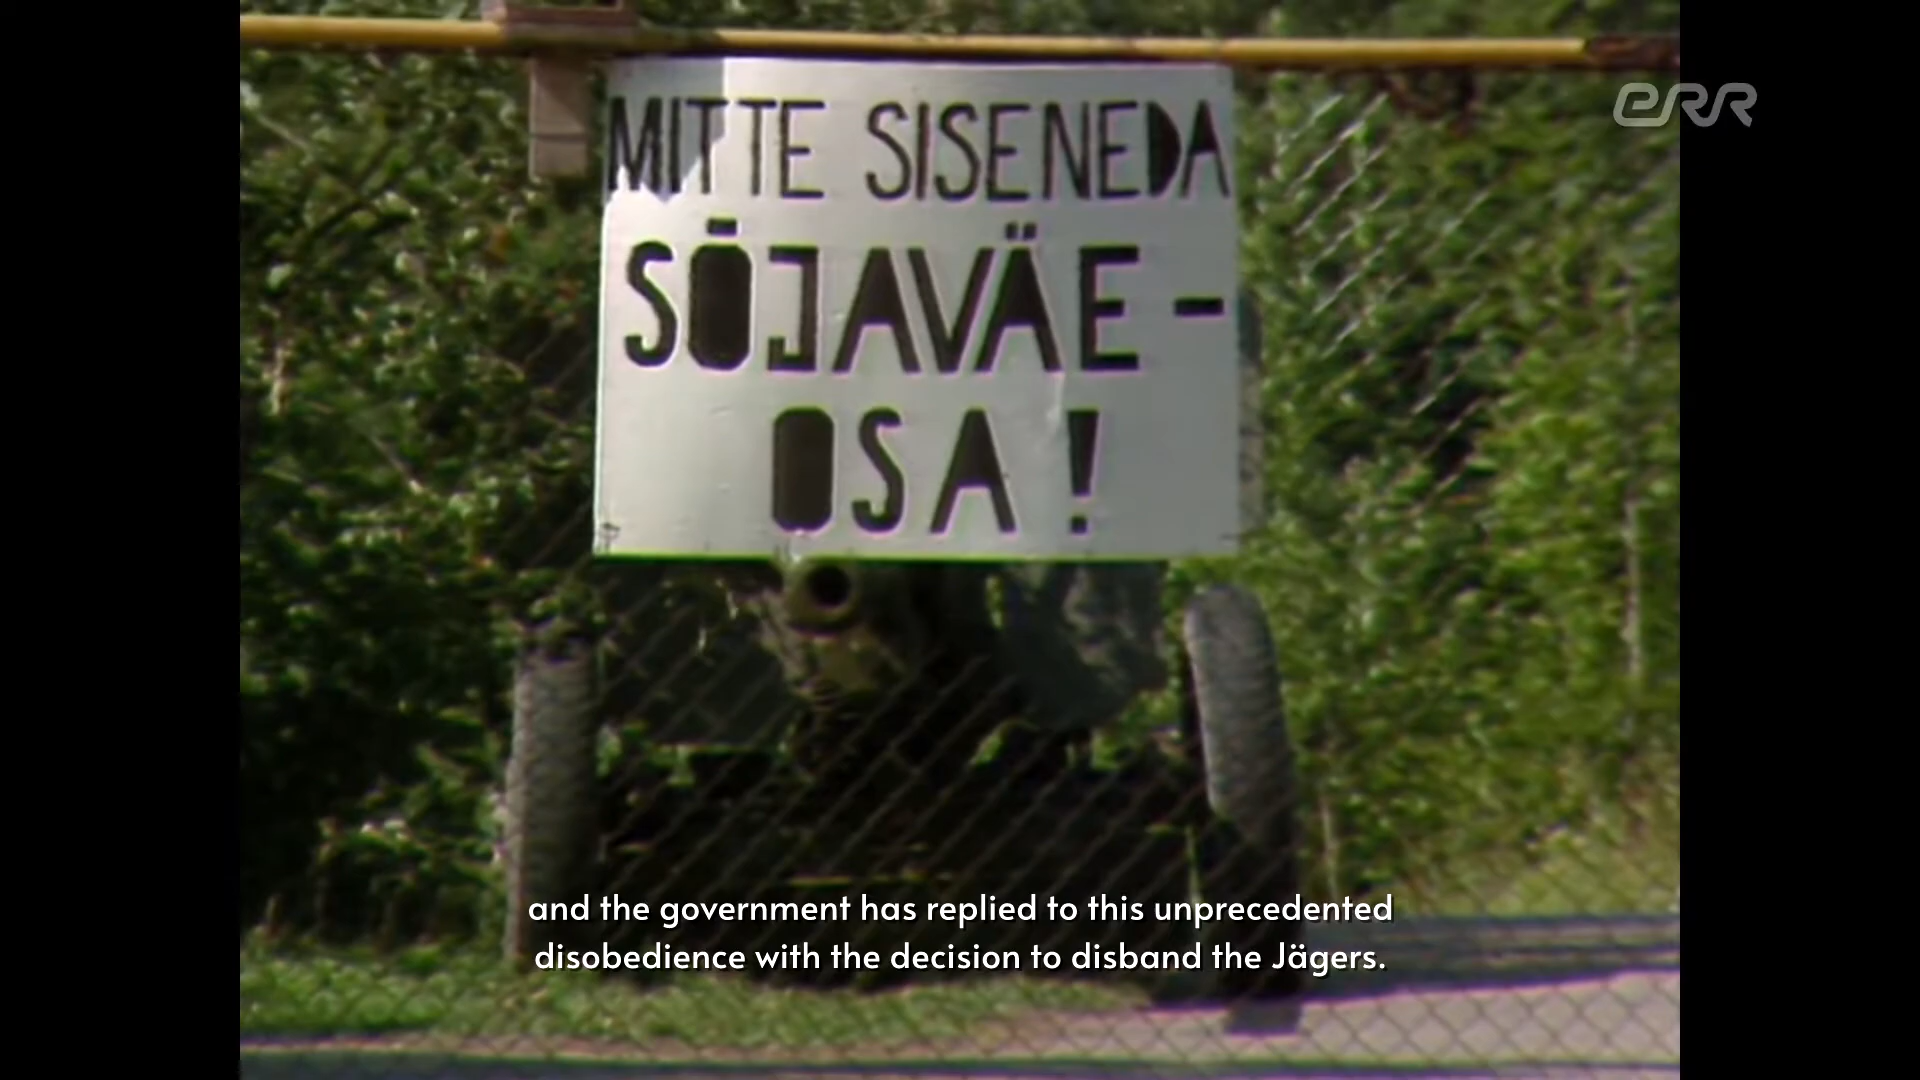 eRR
MITTE SISENEDA
SÕJAVÄE-
OSA!
and the government has replied to this unprecedented
disobedience with the decision to disband the Jägers.